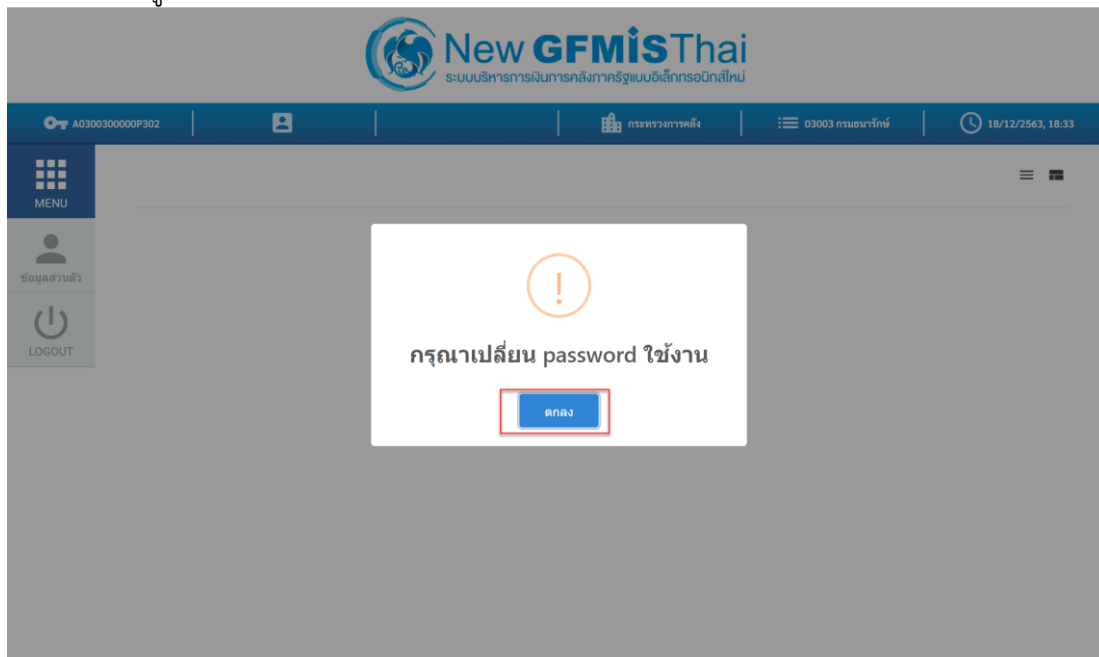 New GFMIS Thai
ระบบบริหารการเงินการคลังภาครัฐแบบอิเล็กทรอนิกส์ใหม่
A0300300000P302
กระทรวงการคลัง
03003 กรมธนารักษ์
18/12/2563, 18:33
MENU
ข้อมูลส่วนตัว
LOGOUT
!
กรุณาเปลี่ยน password ใช้งาน
ตกลง